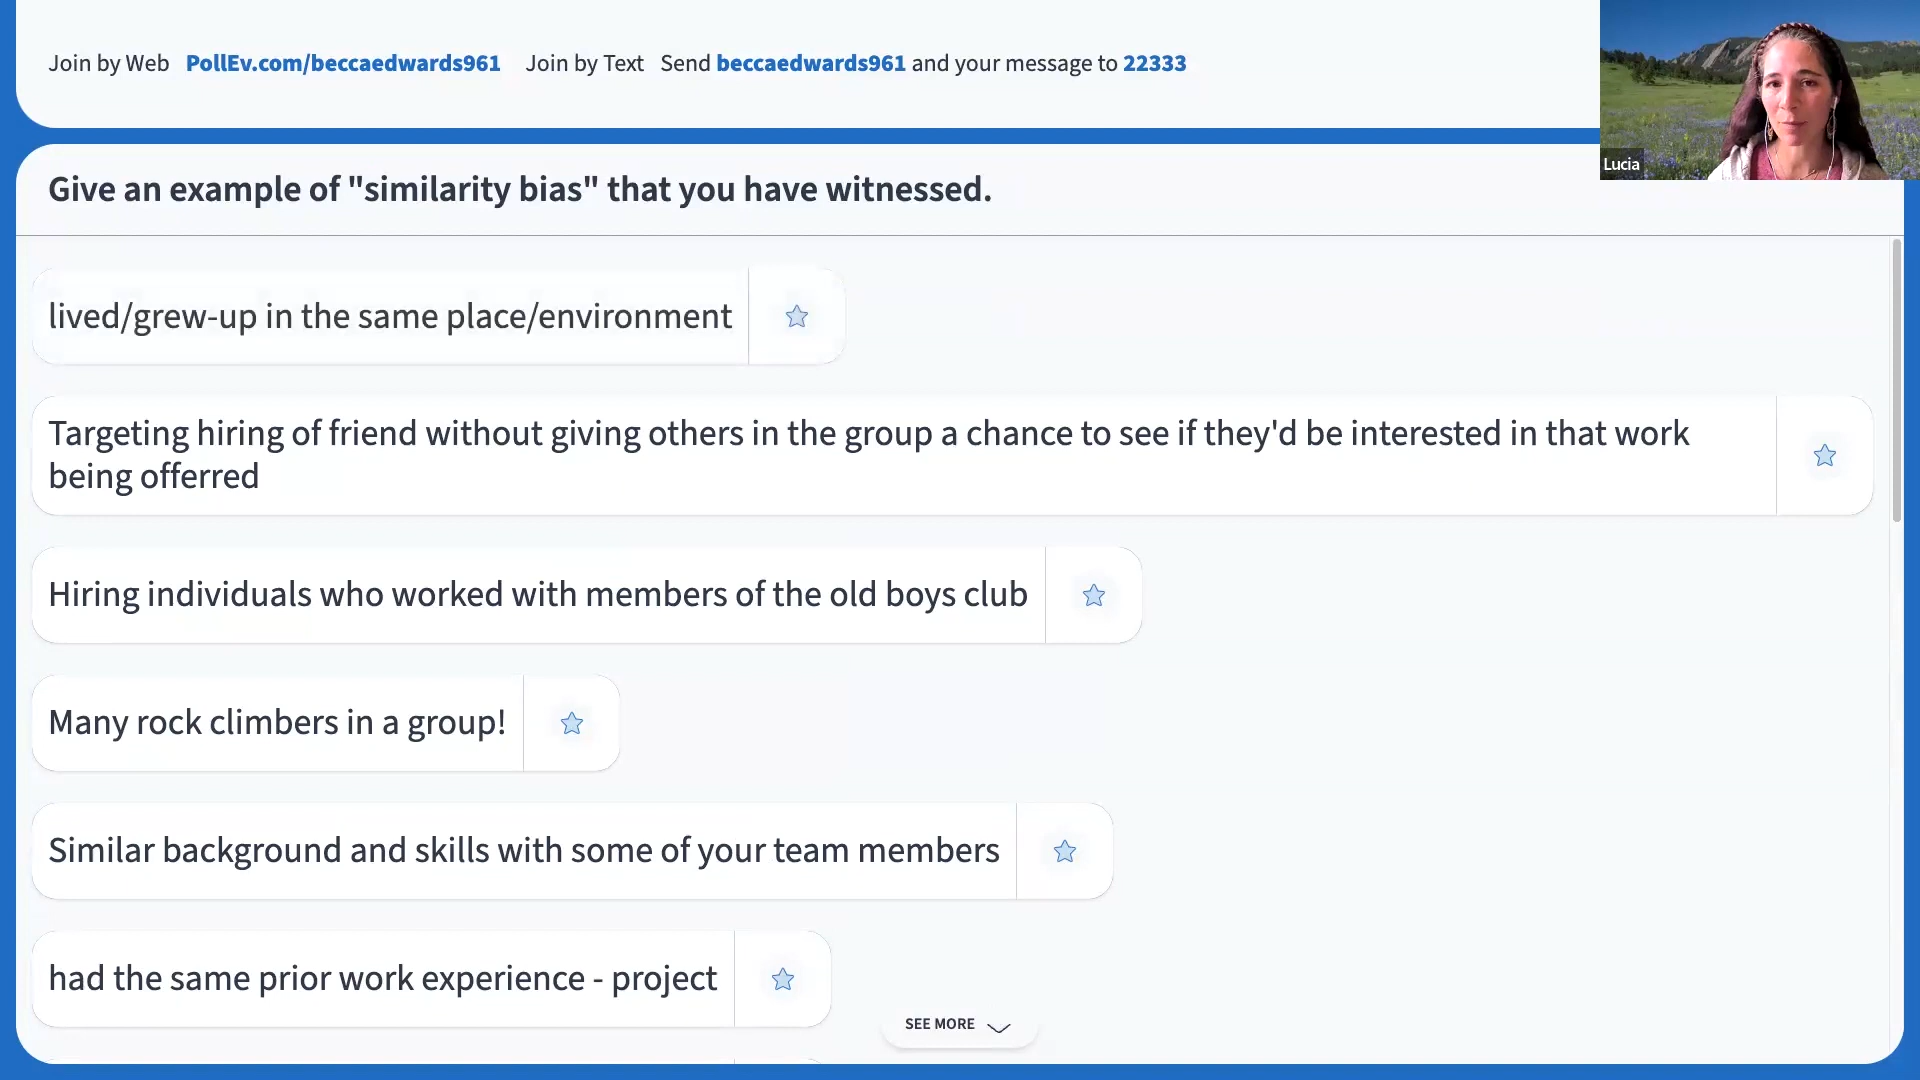 Join by Web PollEv.com/beccaedwards961 Join by Text Send beccaedwards961 and your message to 22333
Lucia
Give an example of "similarity bias" that you have witnessed.
lived/grew-up in the same place/environment
Targeting hiring of friend without giving others in the group a chance to see if they'd be interested in that work
being offerred
Hiring individuals who worked with members of the old boys club
Many rock climbers in a group!
Similar background and skills with some of your team members
had the same prior work experience - project
SEE MORE